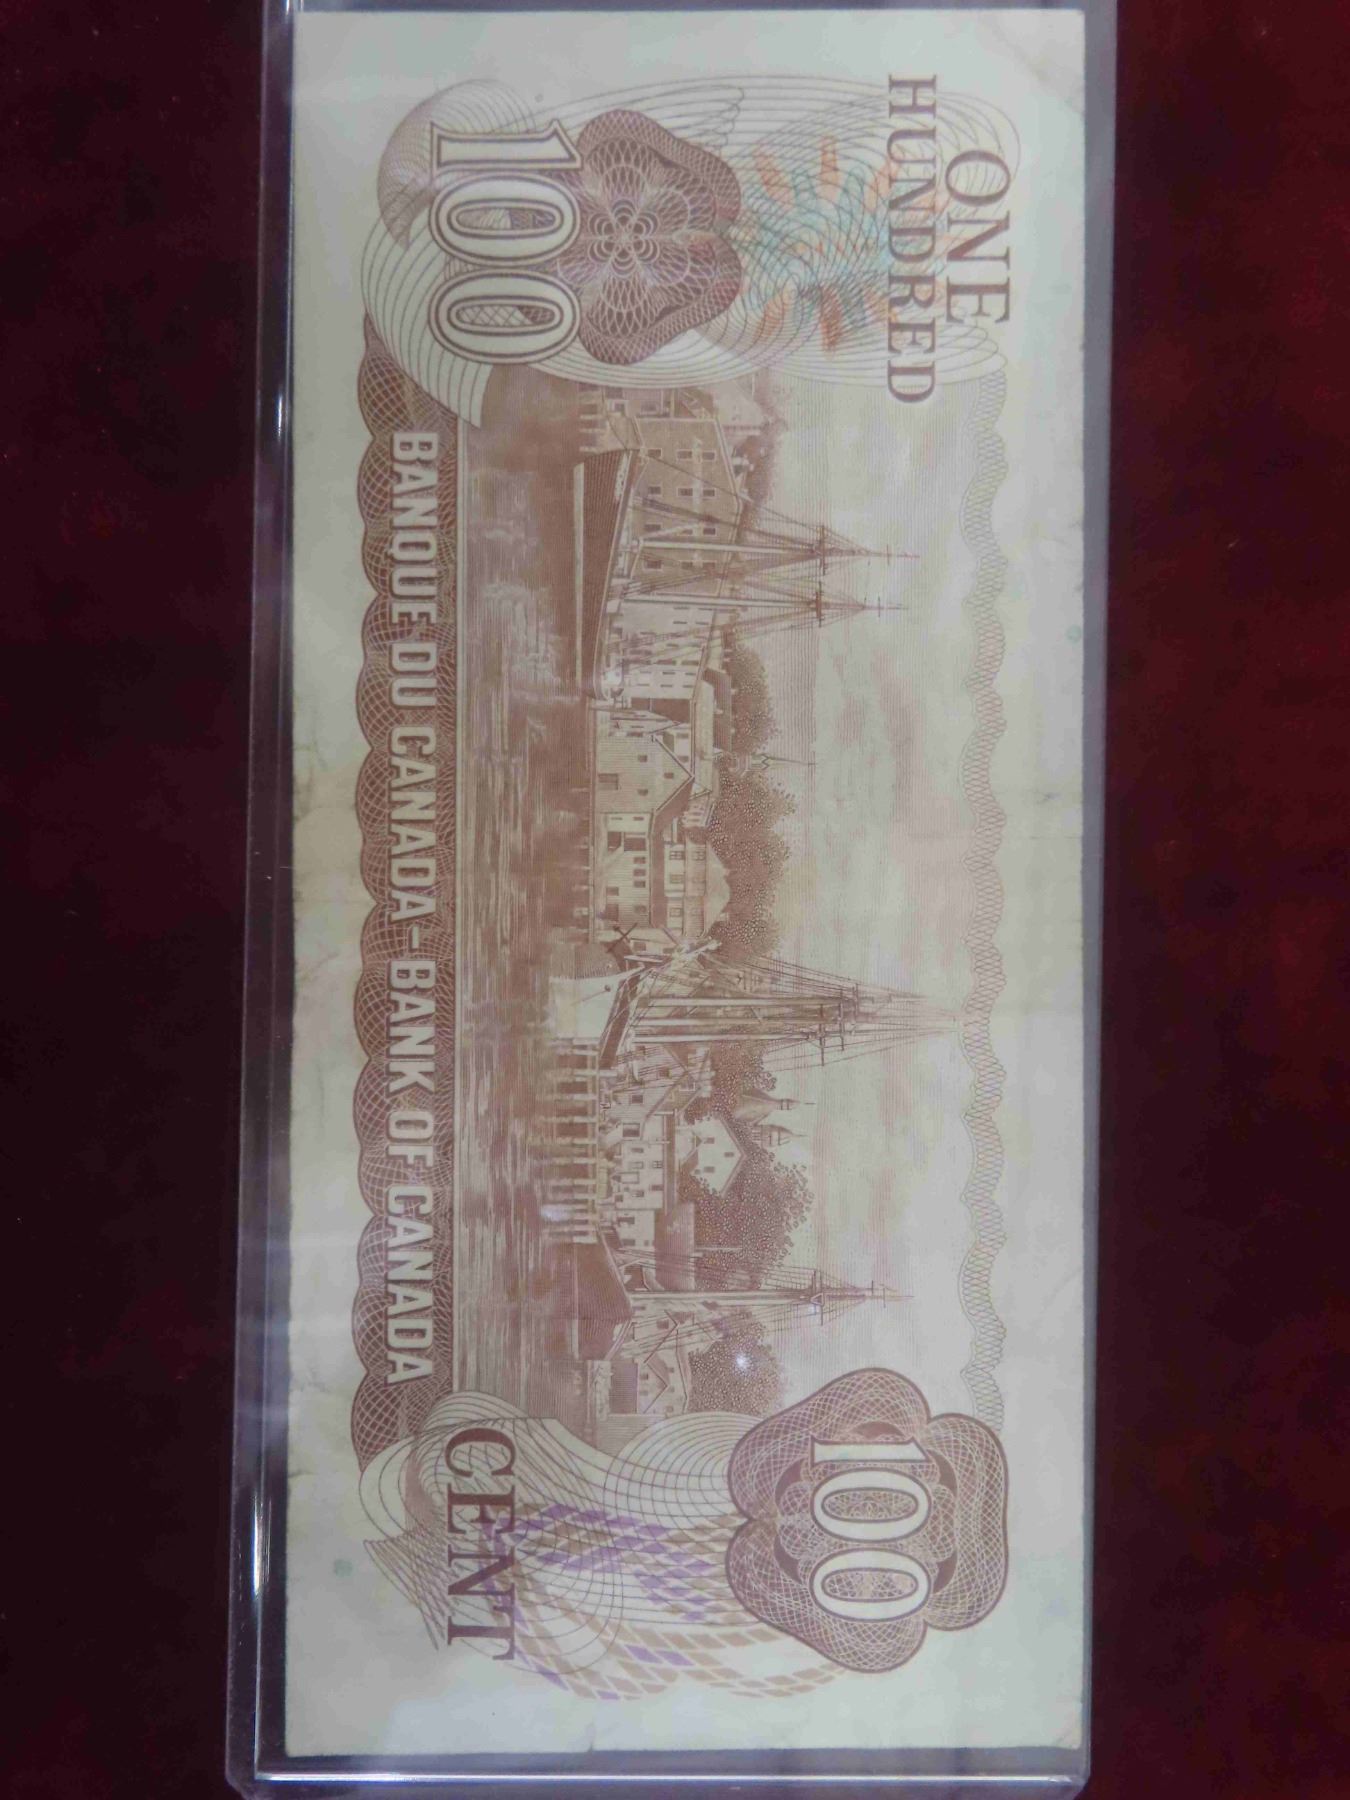 ONE
HUNDRED
100
100
BANQUE DU CANADA - BANK OF CANADA
CENT